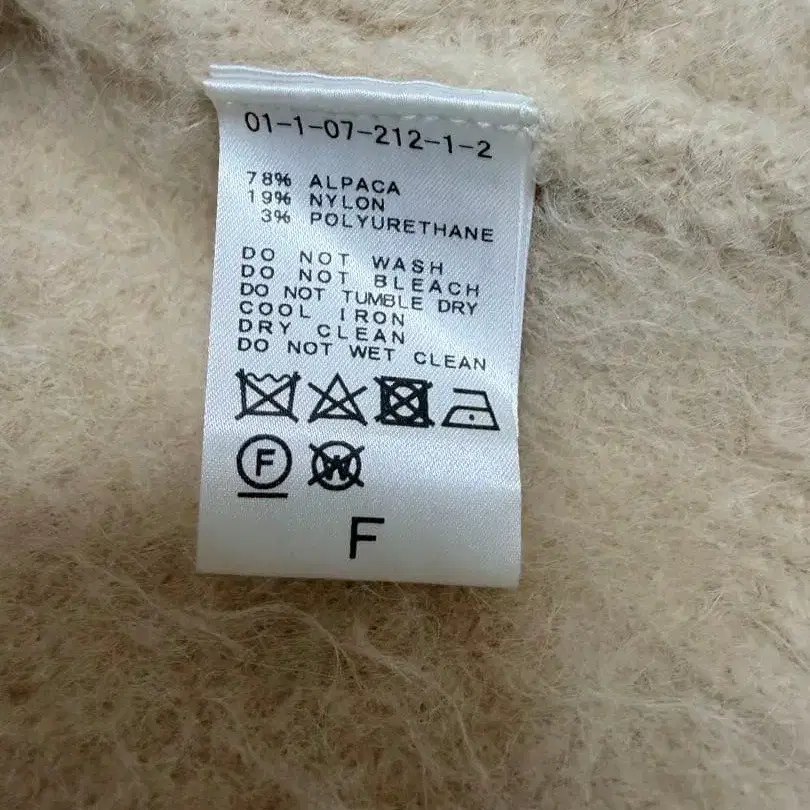 01-1-07-212-1-2
78% ALPACA
19% NYLON
3% POLYURETHANE
DO NOT WASH
DO NOT BLEACH
DO NOT TUMBLE DRY
COOL IRON
DRY CLEAN
DO NOT WET CLEAN
F W
F